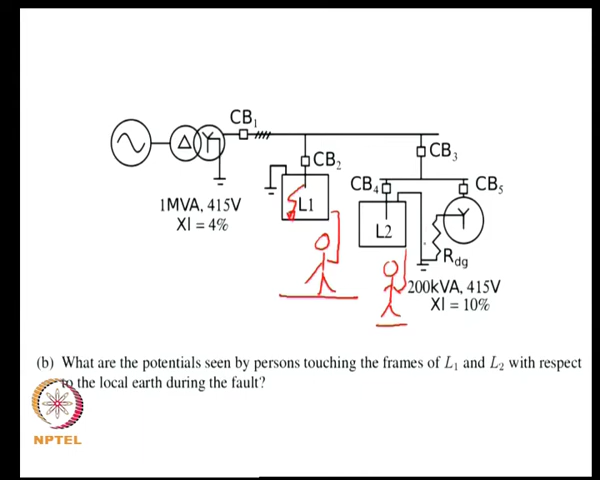 CB₁
CB₂
CB₃
CB₄
CB₅
L1
L2
1MVA, 415V
Xl = 4%
Rdg
200kVA, 415V
Xl = 10%
(b) What are the potentials seen by persons touching the frames of L₁ and L₂ with respect
to the local earth during the fault?
NPTEL